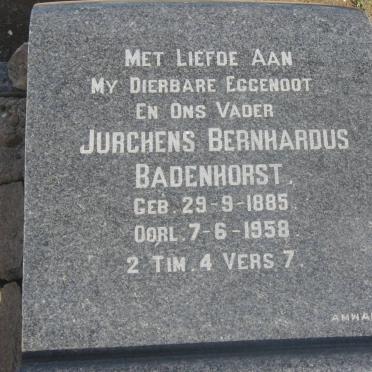 MET LIEFDE AAN
MY DIERBARE EGGENOOT
EN ONS VADER
JURCHENS BERNHARDUS
BADENHORST.
GEB. 29-9-1885.
OORL. 7-6-1958.
2 TIM. 4 VERS 7.